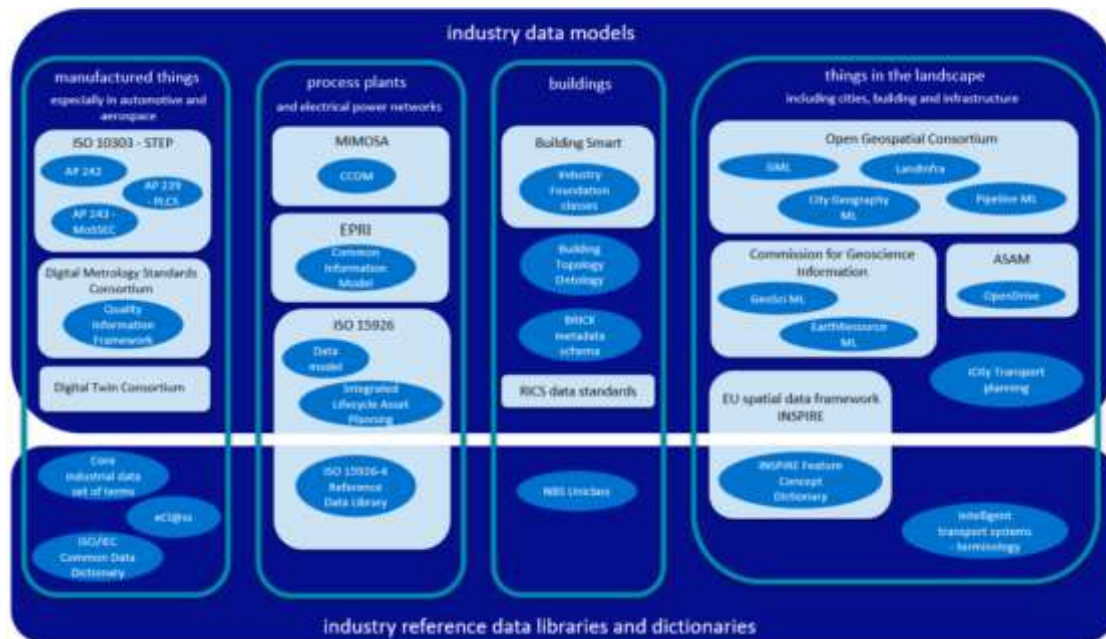 industry data models
manufactured things
especially in automotive and
aerospace
ISO 10303 - STEP
AP 242
AP 239
- PLCS
AP 243 -
MoSSEC
Digital Metrology Standards
Consortium
Quality
Information
Framework
Digital Twin Consortium
Core
industrial data
set of terms
eCl@ss
ISO/IEC
Common Data
Dictionary
process plants
and electrical power networks
MIMOSA
CCOM
EPRI
Common
Information
Model
ISO 15926
Data
model
Integrated
Lifecycle Asset
Planning
ISO 15926-4
Reference
Data Library
buildings
Building Smart
Industry
Foundation
classes
Building
Topology
Ontology
BRICK
metadata
schema
RICS data standards
NBS Uniclass
things in the landscape
including cities, building and infrastructure
Open Geospatial Consortium
GML
LandInfra
City Geography
ML
Pipeline ML
Commission for Geoscience
Information
GeoSci ML
EarthResource
ML
ASAM
OpenDrive
iCity Transport
planning
EU spatial data framework
INSPIRE
INSPIRE Feature
Concept
Dictionary
Intelligent
transport systems
- terminology
industry reference data libraries and dictionaries